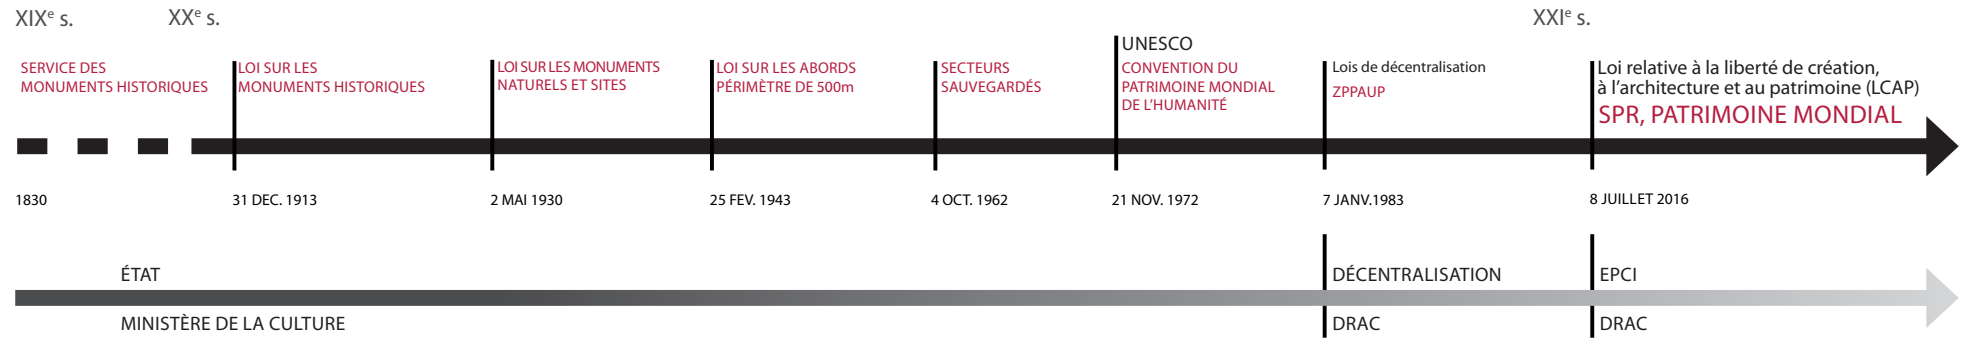 XIXe s.
XXe s.
XXIe s.
SERVICE DES
MONUMENTS HISTORIQUES
LOI SUR LES
MONUMENTS HISTORIQUES
LOI SUR LES MONUMENTS
NATURELS ET SITES
LOI SUR LES ABORDS
PÉRIMÈTRE DE 500m
SECTEURS
SAUVEGARDÉS
UNESCO
CONVENTION DU
PATRIMOINE MONDIAL
DE L'HUMANITÉ
Lois de décentralisation
ZPPAUP
Loi relative à la liberté de création,
à l'architecture et au patrimoine (LCAP)
SPR, PATRIMOINE MONDIAL
1830
31 DEC. 1913
2 MAI 1930
25 FEV. 1943
4 OCT. 1962
21 NOV. 1972
7 JANV.1983
8 JUILLET 2016
ÉTAT
DÉCENTRALISATION
EPCI
MINISTÈRE DE LA CULTURE
DRAC
DRAC